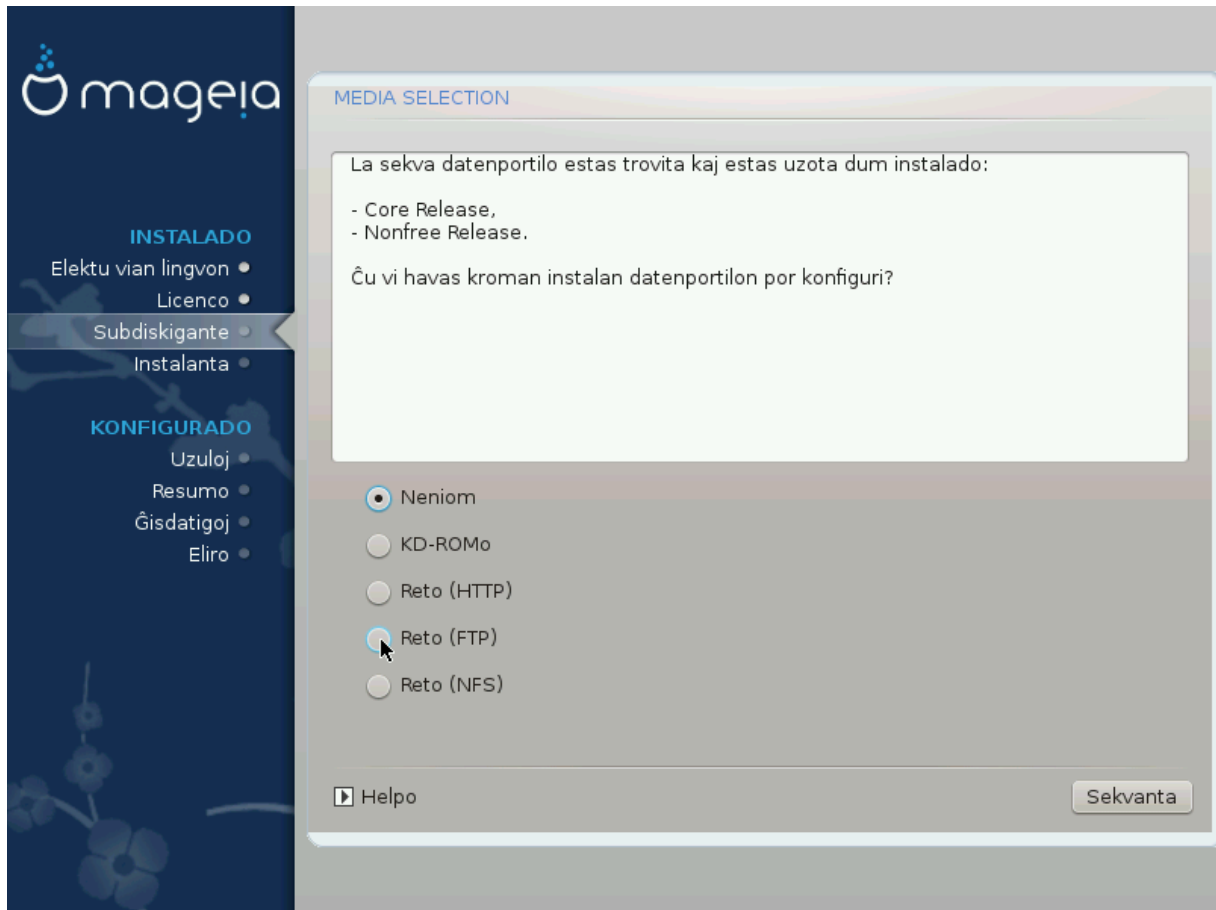 mageia
INSTALADO
Elektu vian lingvon
Licenco
Subdiskigante
Instalanta
KONFIGURADO
Uzuloj
Resumo
Ĝisdatigoj
Eliro
MEDIA SELECTION
La sekva datenportilo estas trovita kaj estas uzota dum instalado:
- Core Release,
- Nonfree Release.
Ĉu vi havas kroman instalan datenportilon por konfiguri?
Neniom
KD-ROMo
Reto (HTTP)
Reto (FTP)
Reto (NFS)
Helpo
Sekvanta